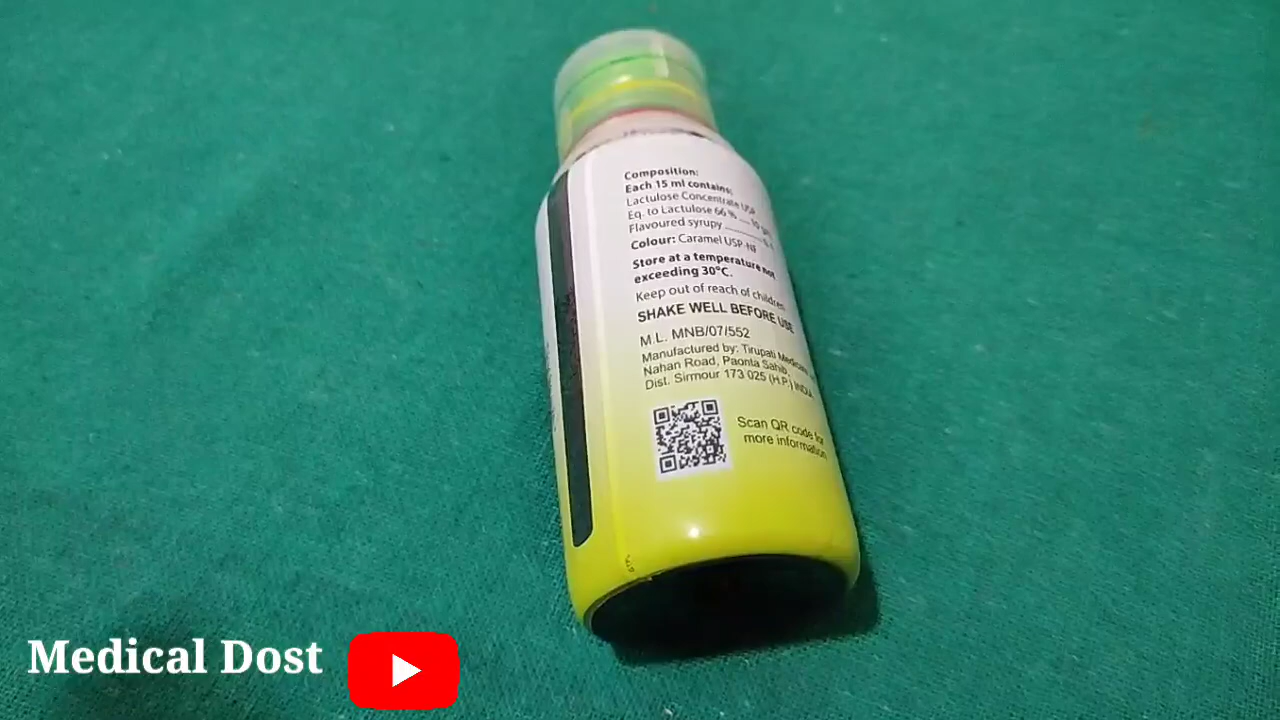 Composition:
Each 15 ml contains:
Lactulose Concentrate USP
Eq. to Lactulose 66 % ....
Flavoured syrupy
Colour: Caramel USP-NF
Store at a temperature not
exceeding 30°C.
Keep out of reach of children
SHAKE WELL BEFORE USE
M.L. MNB/07/552
Manufactured by: Tirupati
Nahan Road, Paonta Sahib,
Dist. Sirmour 173 025 (H.P.) INDIA
Scan QR code for
more information
Medical Dost